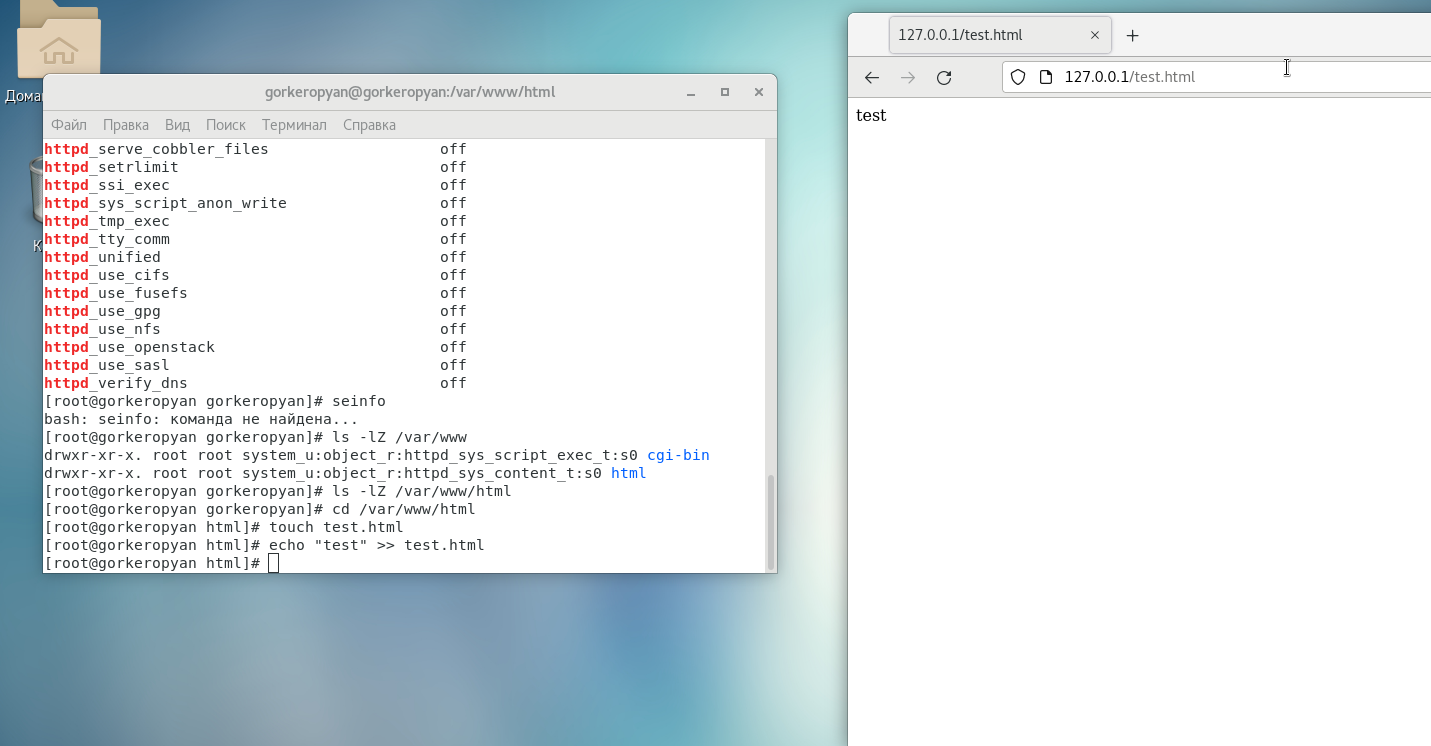 gorkeropyan@gorkeropyan:/var/www/html
Файл Правка Вид Поиск Терминал Справка
httpd_serve_cobbler_files off
httpd_setrlimit off
httpd_ssi_exec off
httpd_sys_script_anon_write off
httpd_tmp_exec off
httpd_tty_comm off
httpd_unified off
httpd_use_cifs off
httpd_use_fusefs off
httpd_use_gpg off
httpd_use_nfs off
httpd_use_openstack off
httpd_use_sasl off
httpd_verify_dns off
[root@gorkeropyan gorkeropyan]# seinfo
bash: seinfo: команда не найдена...
[root@gorkeropyan gorkeropyan]# ls -lZ /var/www
drwxr-xr-x. root root system_u:object_r:httpd_sys_script_exec_t:s0 cgi-bin
drwxr-xr-x. root root system_u:object_r:httpd_sys_content_t:s0 html
[root@gorkeropyan gorkeropyan]# ls -lZ /var/www/html
[root@gorkeropyan gorkeropyan]# cd /var/www/html
[root@gorkeropyan html]# touch test.html
[root@gorkeropyan html]# echo "test" >> test.html
[root@gorkeropyan html]#
127.0.0.1/test.html
127.0.0.1/test.html
test